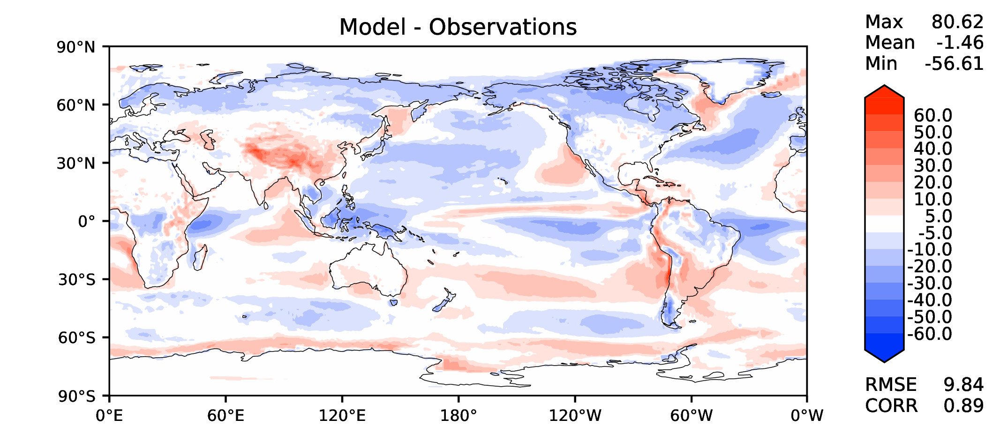 Model - Observations
Max 80.62
Mean -1.46
Min -56.61
90°N
60°N
30°N
0°
30°S
60°S
90°S
0°E 60°E 120°E 180° 120°W 60°W 0°W
60.0
50.0
40.0
30.0
20.0
10.0
5.0
-5.0
-10.0
-20.0
-30.0
-40.0
-50.0
-60.0
RMSE 9.84
CORR 0.89